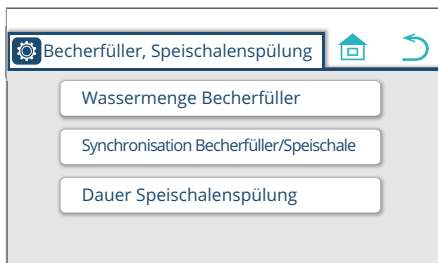 Becherfüller, Speischalenspülung
Wassermenge Becherfüller
Synchronisation Becherfüller/Speischale
Dauer Speischalenspülung